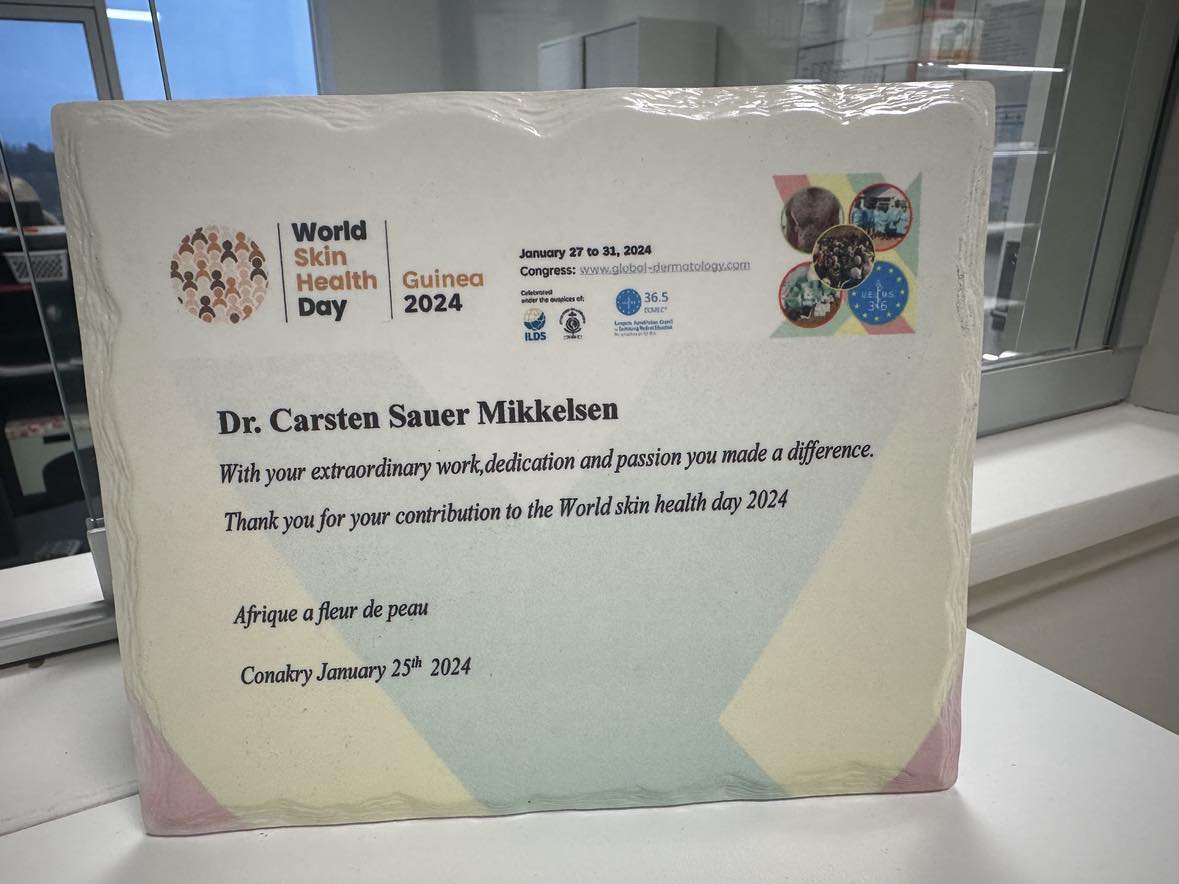 World
Skin
Health
Day
Guinea
2024
January 27 to 31, 2024
Congress: www.global-dermatology.com
Celebrated
under the auspices of:
ILDS
36.5
U.E.M.S.
36
Dr. Carsten Sauer Mikkelsen
With your extraordinary work,dedication and passion you made a difference.
Thank you for your contribution to the World skin health day 2024
Afrique a fleur de peau
Conakry January 25th 2024